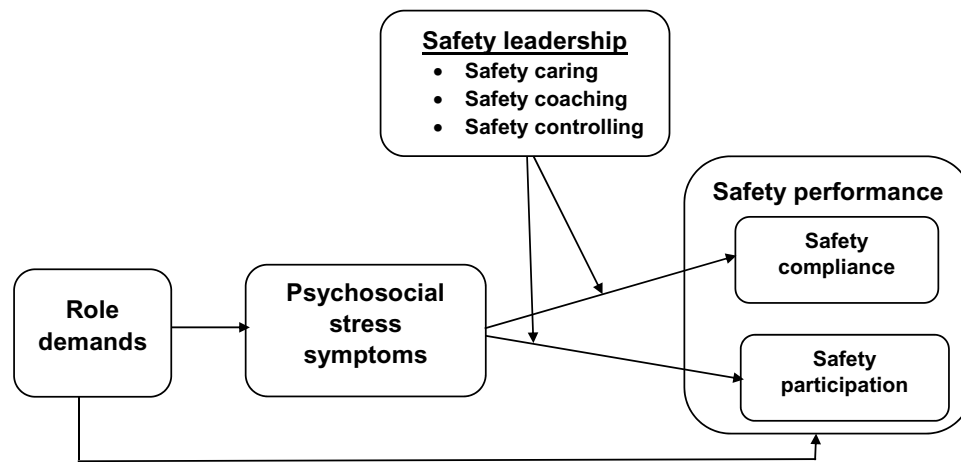 Safety leadership
• Safety caring
• Safety coaching
• Safety controlling
Safety performance
Safety
compliance
Role
demands
Psychosocial
stress
symptoms
Safety
participation